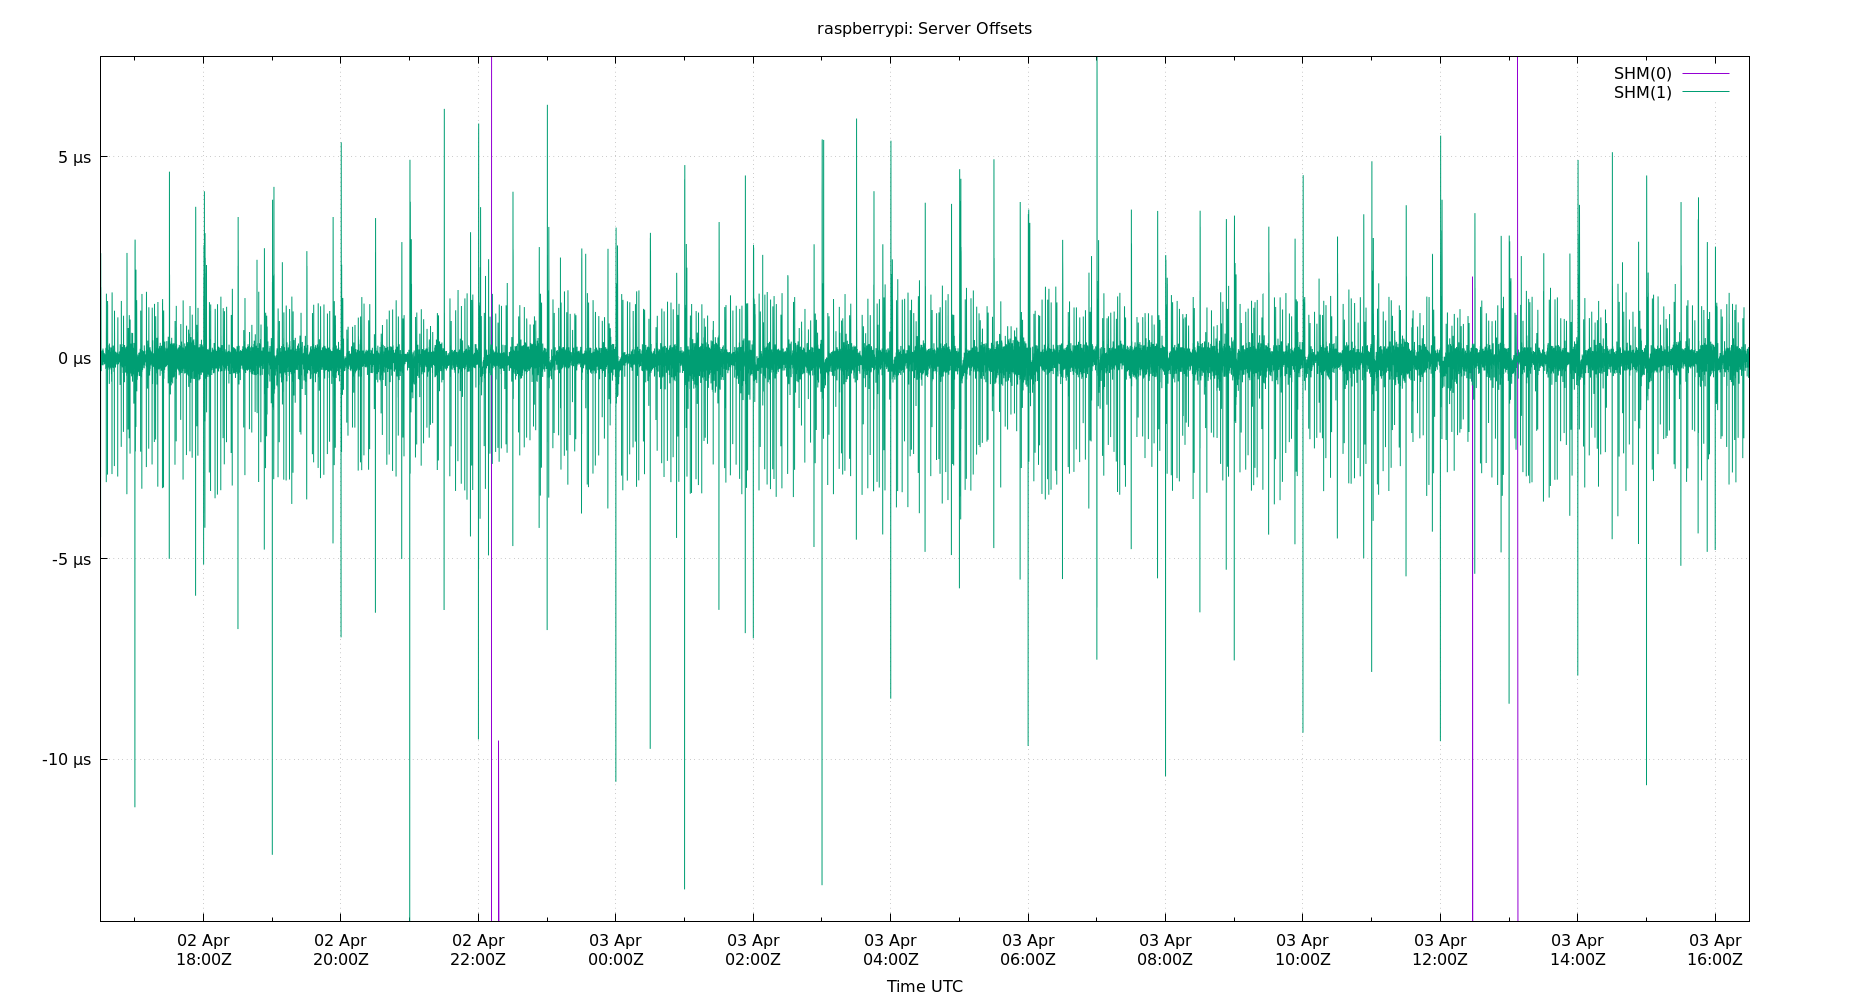 raspberrypi: Server Offsets
SHM(0)
SHM(1)
5 µs
0 µs
-5 µs
-10 µs
02 Apr 02 Apr 02 Apr 03 Apr 03 Apr 03 Apr 03 Apr 03 Apr 03 Apr 03 Apr 03 Apr 03 Apr
18:00Z 20:00Z 22:00Z 00:00Z 02:00Z 04:00Z 06:00Z 08:00Z 10:00Z 12:00Z 14:00Z 16:00Z
Time UTC